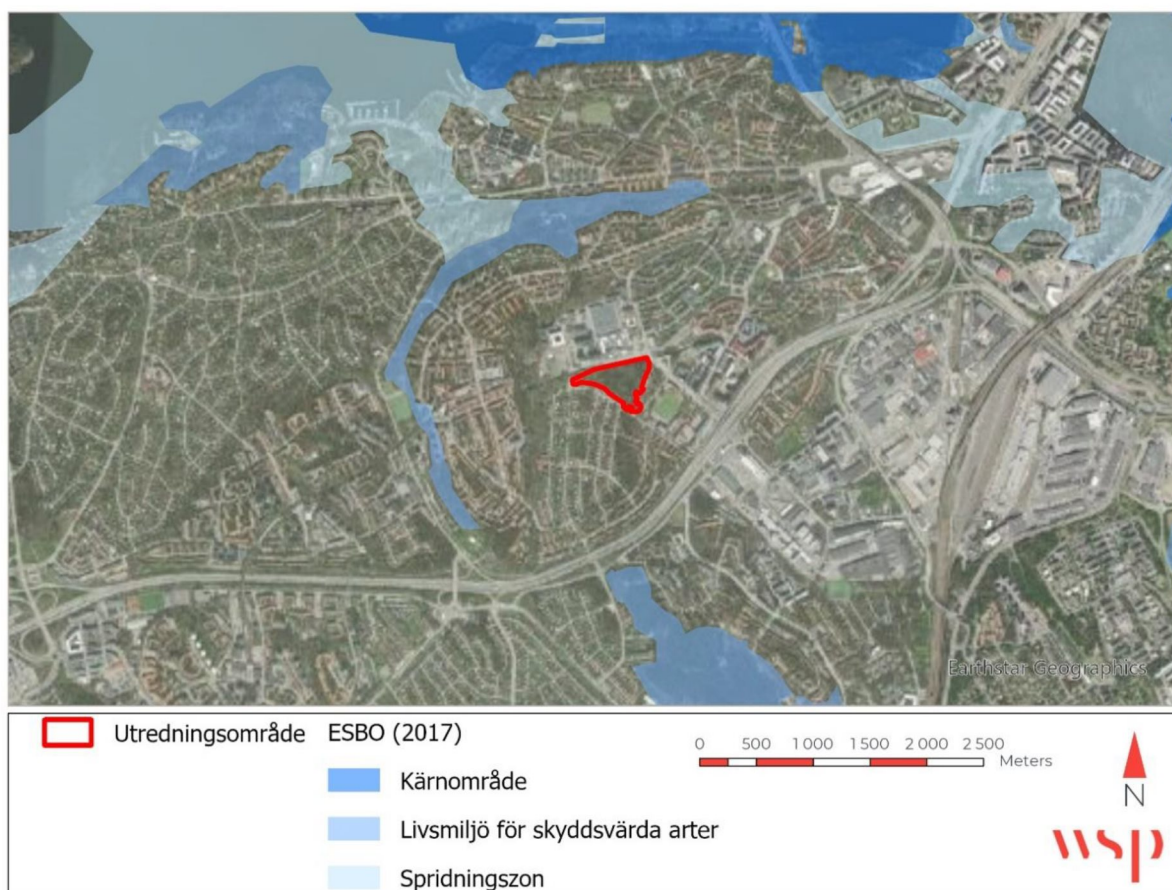 Earthstar Geographics
Utredningsområde
ESBO (2017)
Kärnområde
Livsmiljö för skyddsvärda arter
Spridningszon
0 500 1 000 1 500 2 000 2 500
Meters
N
wsp